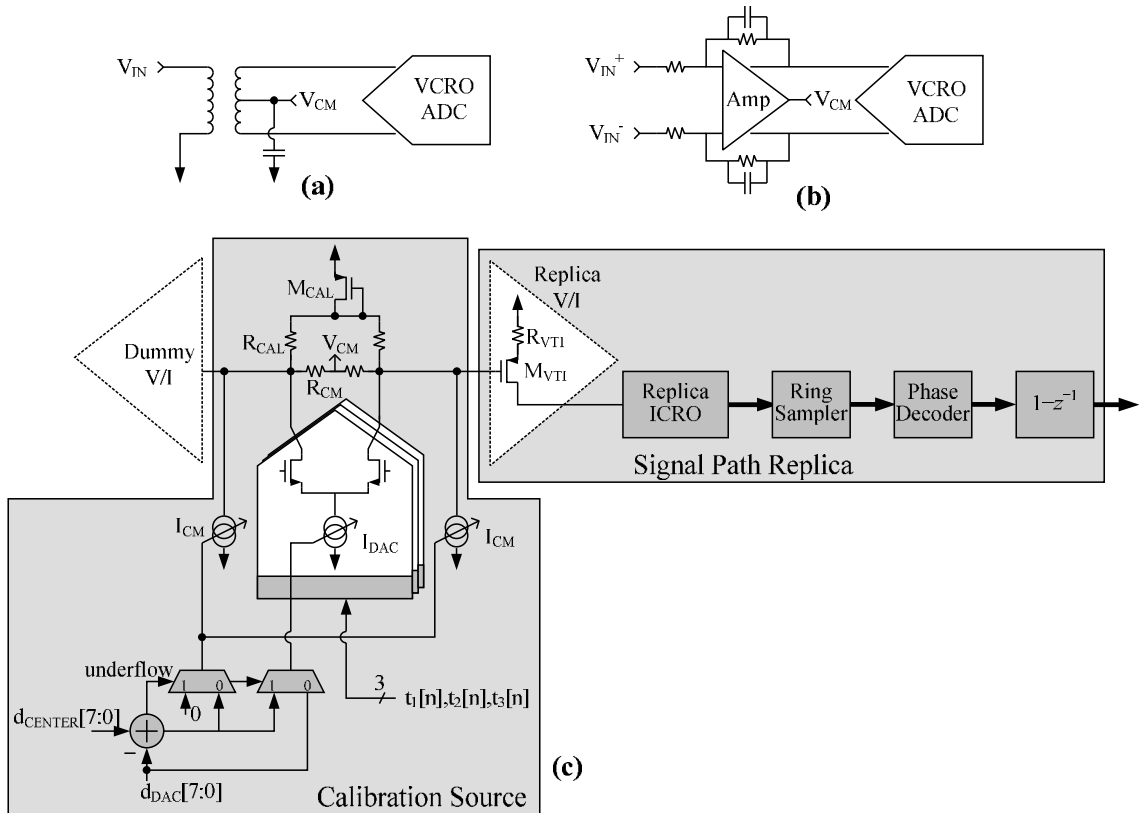 V_IN
V_CM
VCRO
ADC
(a)
V_IN^+
V_IN^-
Amp
V_CM
VCRO
ADC
(b)
Dummy
V/I
M_CAL
R_CAL
V_CM
R_CM
Replica
V/I
R_VTI
M_VTI
Replica
ICRO
Ring
Sampler
Phase
Decoder
1−z^−1
Signal Path Replica
I_CM
I_DAC
I_CM
underflow
1 0
1 0
0
d_CENTER[7:0]
+
−
d_DAC[7:0]
3
t_1[n],t_2[n],t_3[n]
Calibration Source
(c)